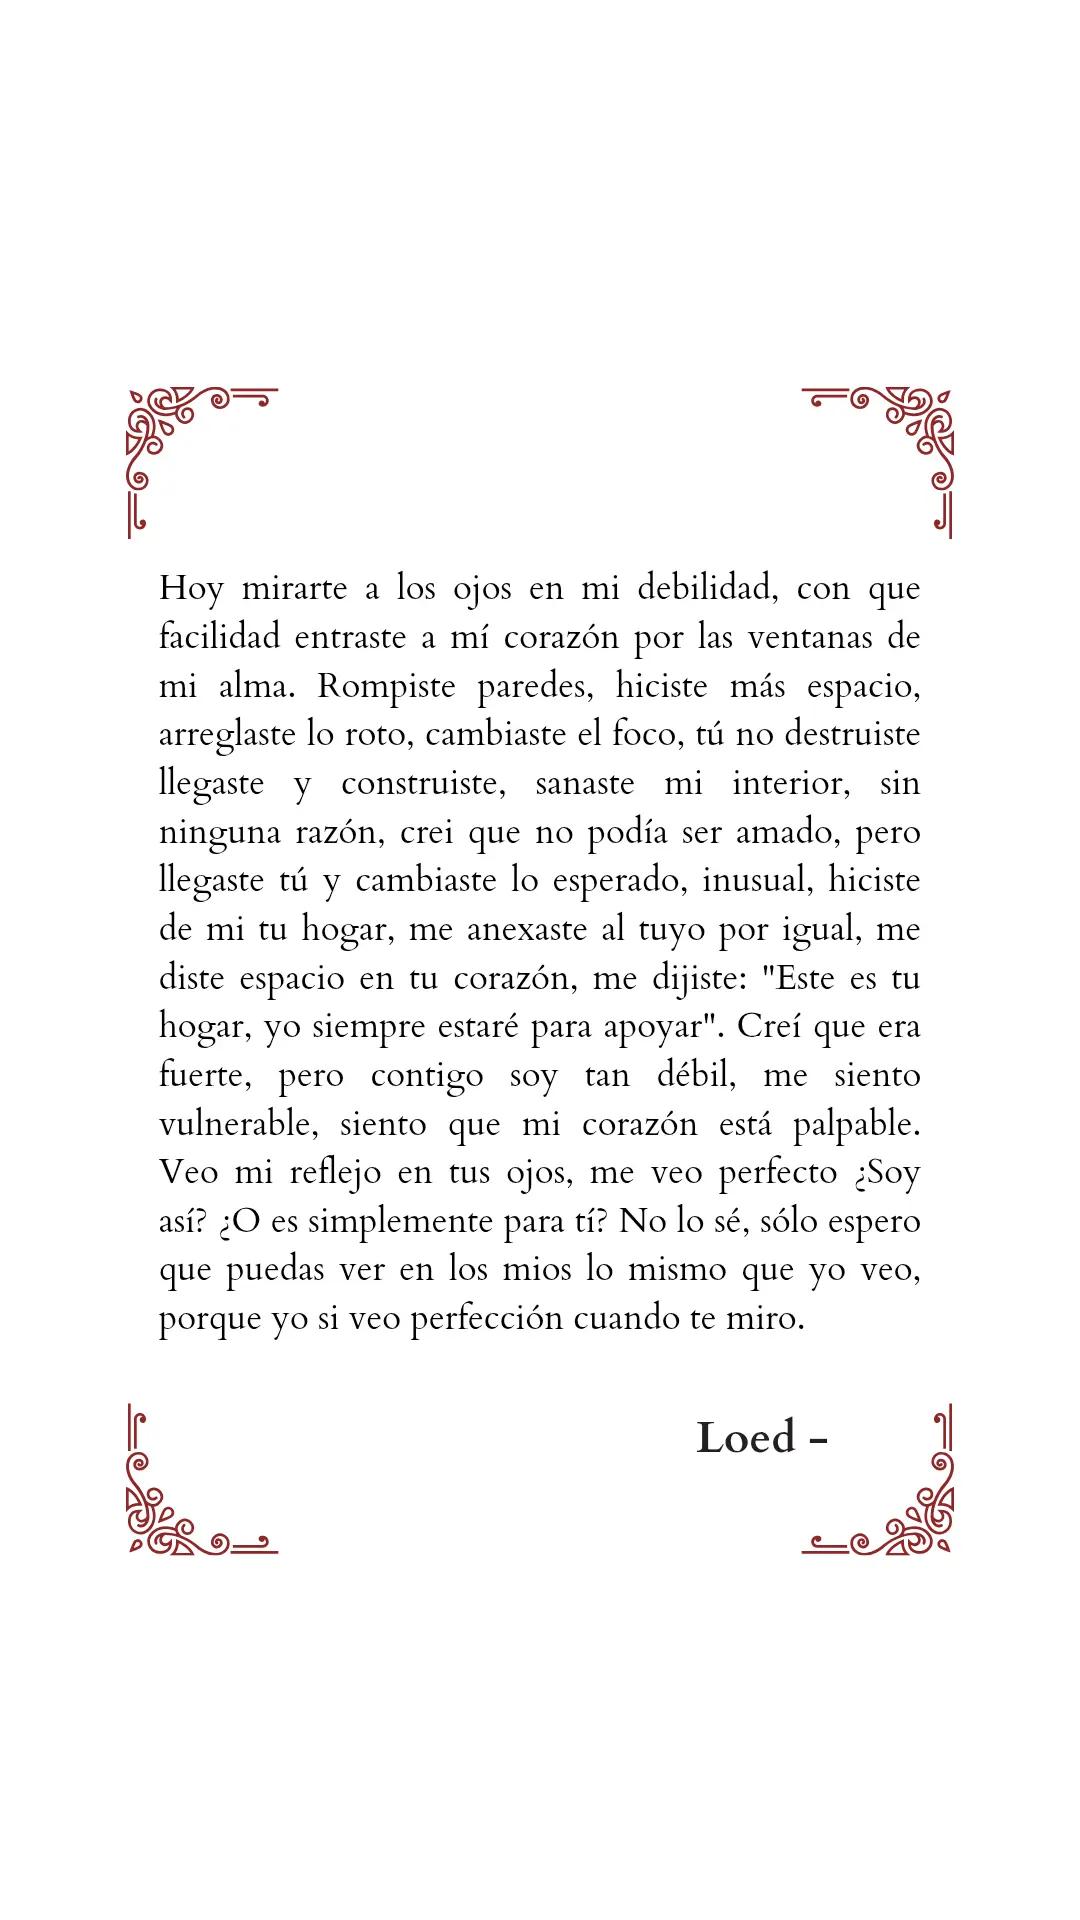 Hoy mirarte a los ojos en mi debilidad, con que
facilidad entraste a mí corazón por las ventanas de
mi alma. Rompiste paredes, hiciste más espacio,
arreglaste lo roto, cambiaste el foco, tú no destruiste
llegaste y construiste, sanaste mi interior, sin
ninguna razón, crei que no podía ser amado, pero
llegaste tú y cambiaste lo esperado, inusual, hiciste
de mi tu hogar, me anexaste al tuyo por igual, me
diste espacio en tu corazón, me dijiste: "Este es tu
hogar, yo siempre estaré para apoyar". Creí que era
fuerte, pero contigo soy tan débil, me siento
vulnerable, siento que mi corazón está palpable.
Veo mi reflejo en tus ojos, me veo perfecto ¿Soy
así? ¿O es simplemente para tí? No lo sé, sólo espero
que puedas ver en los mios lo mismo que yo veo,
porque yo si veo perfección cuando te miro.
Loed -